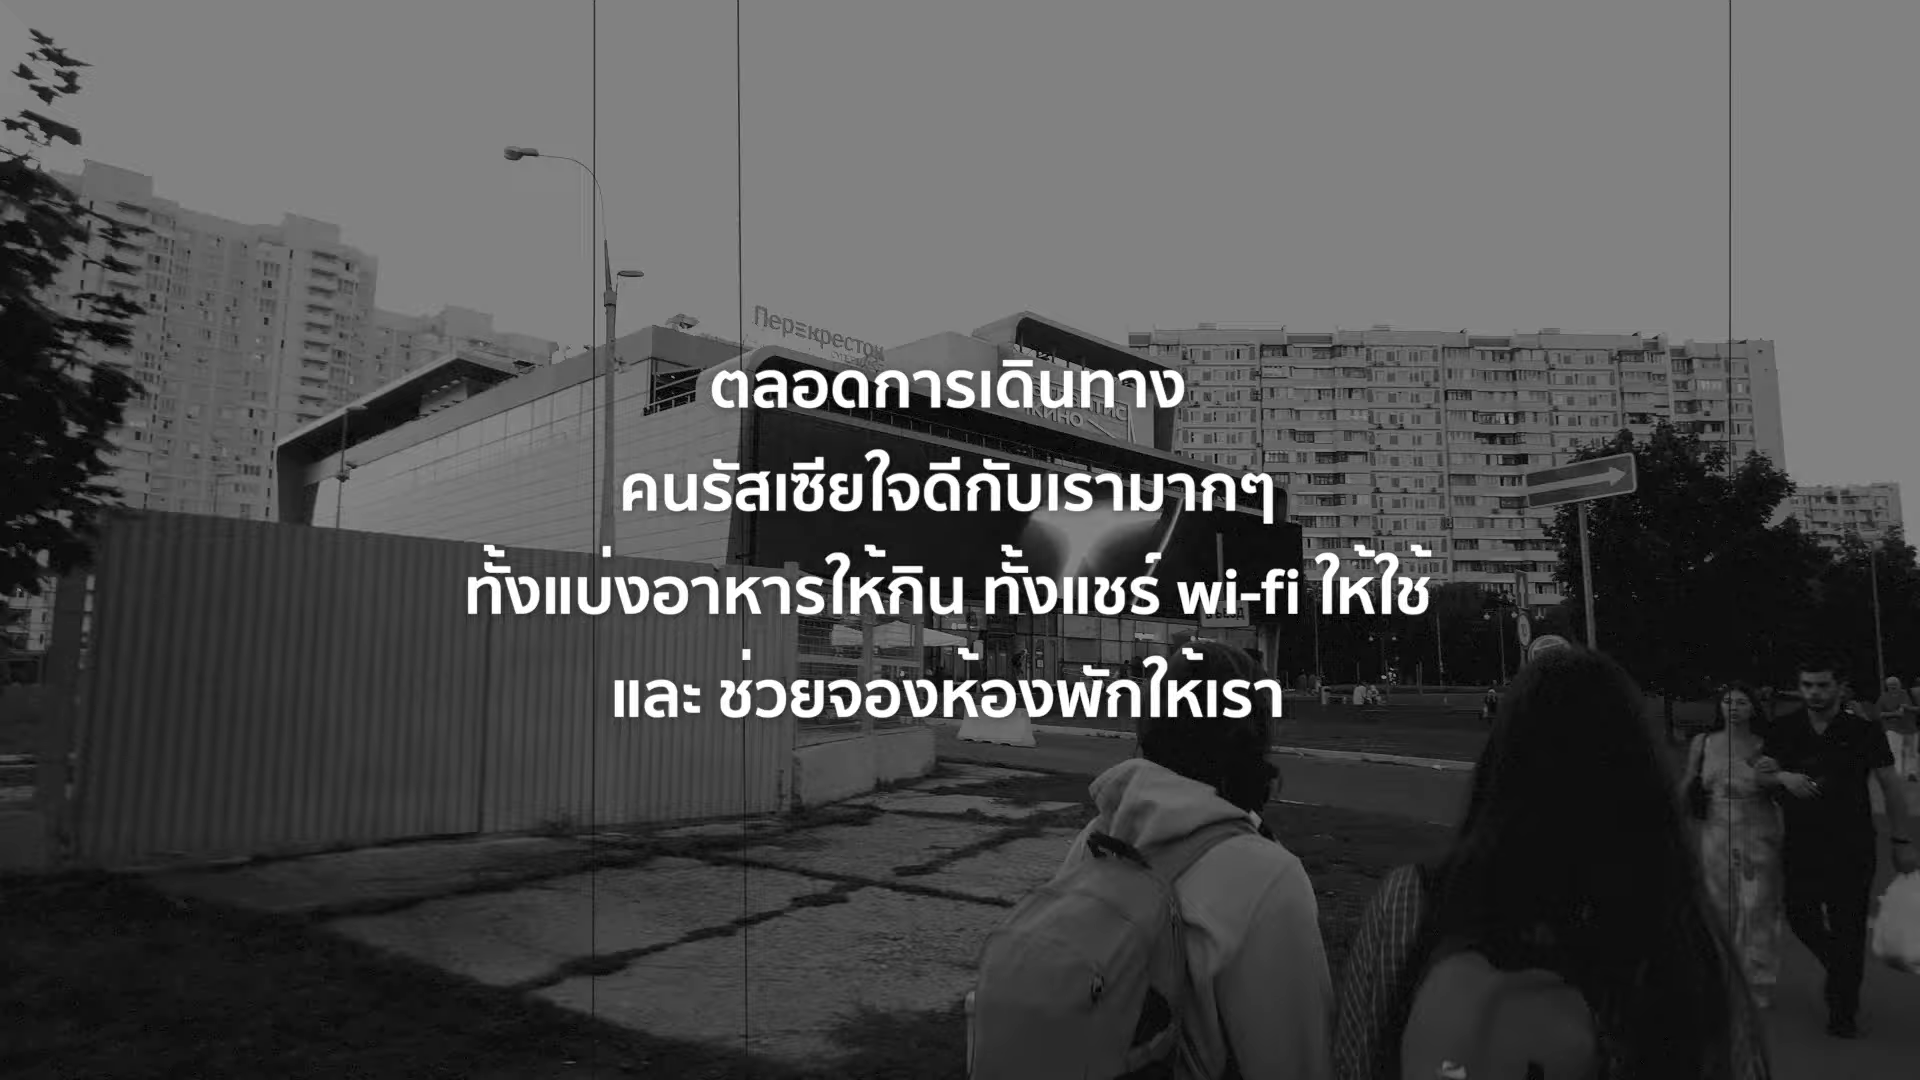 Перекресток
ตลอดการเดินทาง
КИНО
คนรัสเซียใจดีกับเรามากๆ
ทั้งแบ่งอาหารให้กิน ทั้งแชร์ wi-fi ให้ใช้
และ ช่วยจองห้องพักให้เรา